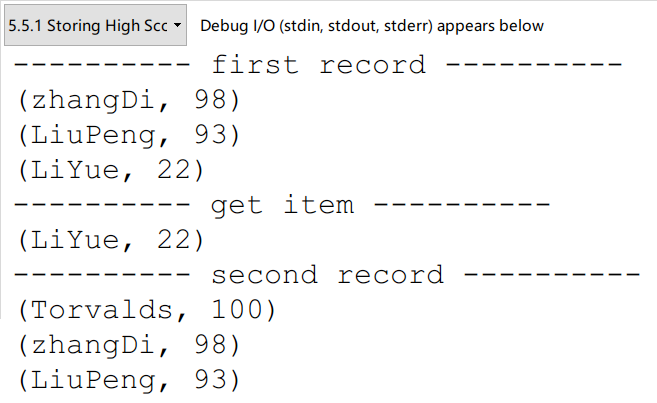 5.5.1 Storing High Scc Debug I/O (stdin, stdout, stderr) appears below
---------- first record ----------
(zhangDi, 98)
(LiuPeng, 93)
(LiYue, 22)
---------- get item ----------
(LiYue, 22)
---------- second record ----------
(Torvalds, 100)
(zhangDi, 98)
(LiuPeng, 93)